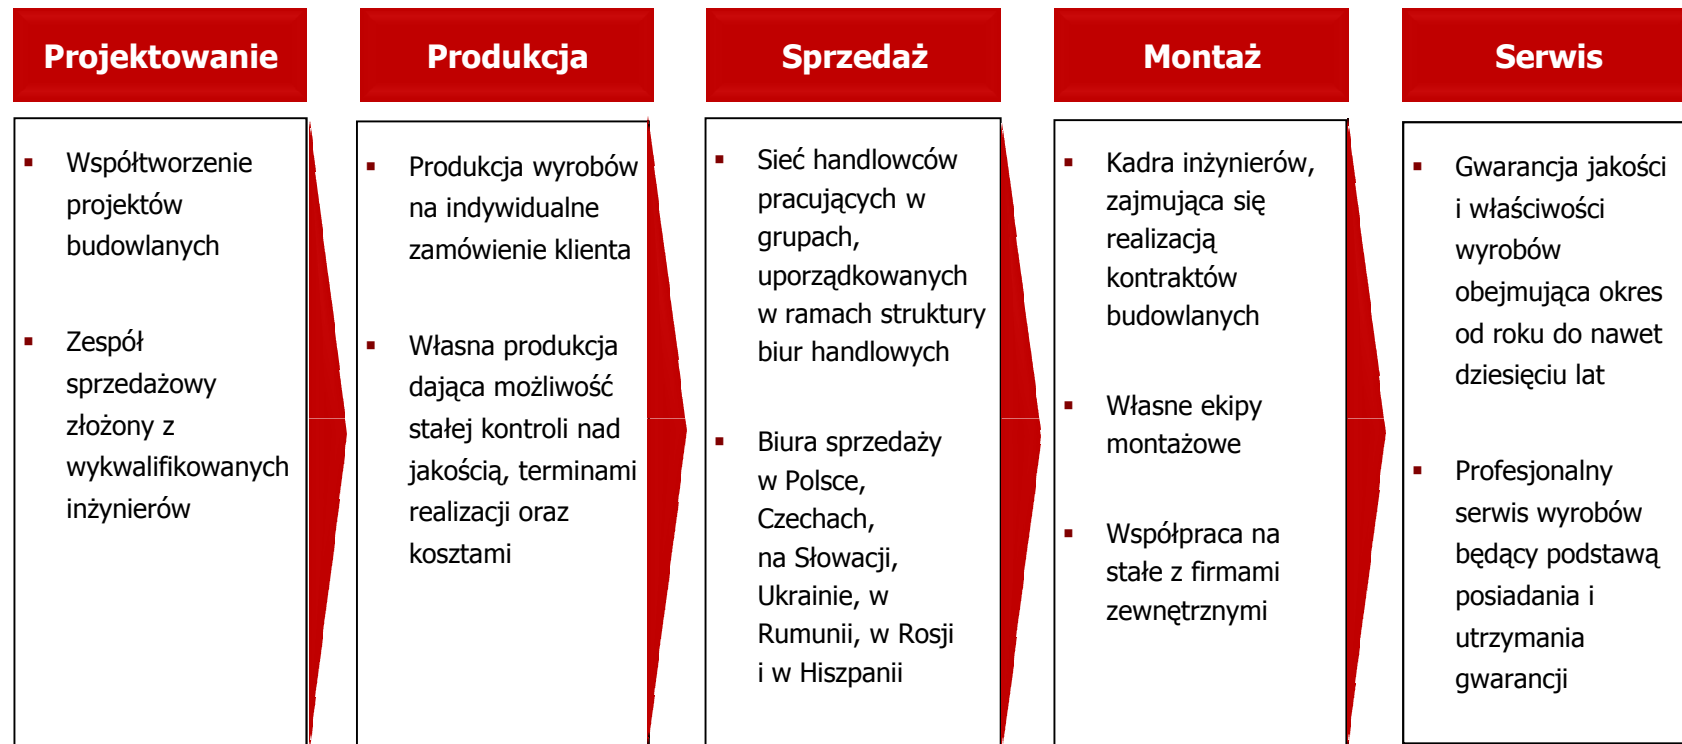 Projektowanie
Współtworzenie
projektów
budowlanych
Zespół
sprzedażowy
złożony z
wykwalifikowanych
inżynierów
Produkcja
Produkcja wyrobów
na indywidualne
zamówienie klienta
Własna produkcja
dająca możliwość
stałej kontroli nad
jakością, terminami
realizacji oraz
kosztami
Sprzedaż
Sieć handlowców
pracujących w
grupach,
uporządkowanych
w ramach struktury
biur handlowych
Biura sprzedaży
w Polsce,
Czechach,
na Słowacji,
Ukrainie, w
Rumunii, w Rosji
i w Hiszpanii
Montaż
Kadra inżynierów,
zajmująca się
realizacją
kontraktów
budowlanych
Własne ekipy
montażowe
Współpraca na
stałe z firmami
zewnętrznymi
Serwis
Gwarancja jakości
i właściwości
wyrobów
obejmująca okres
od roku do nawet
dziesięciu lat
Profesjonalny
serwis wyrobów
będący podstawą
posiadania i
utrzymania
gwarancji